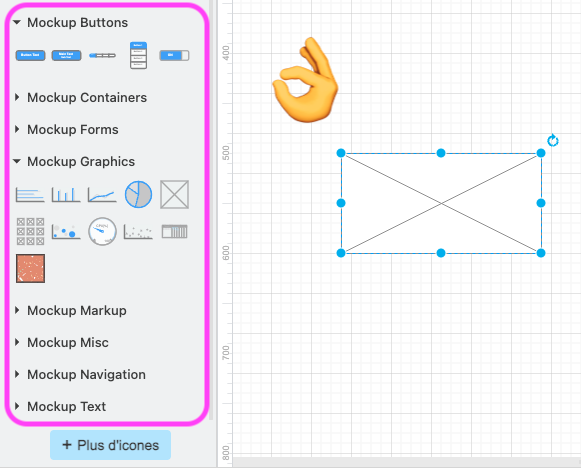 Mockup Buttons
Mockup Containers
Mockup Forms
Mockup Graphics
Mockup Markup
Mockup Misc
Mockup Navigation
Mockup Text
+ Plus d'icones
400
500
600
700
800